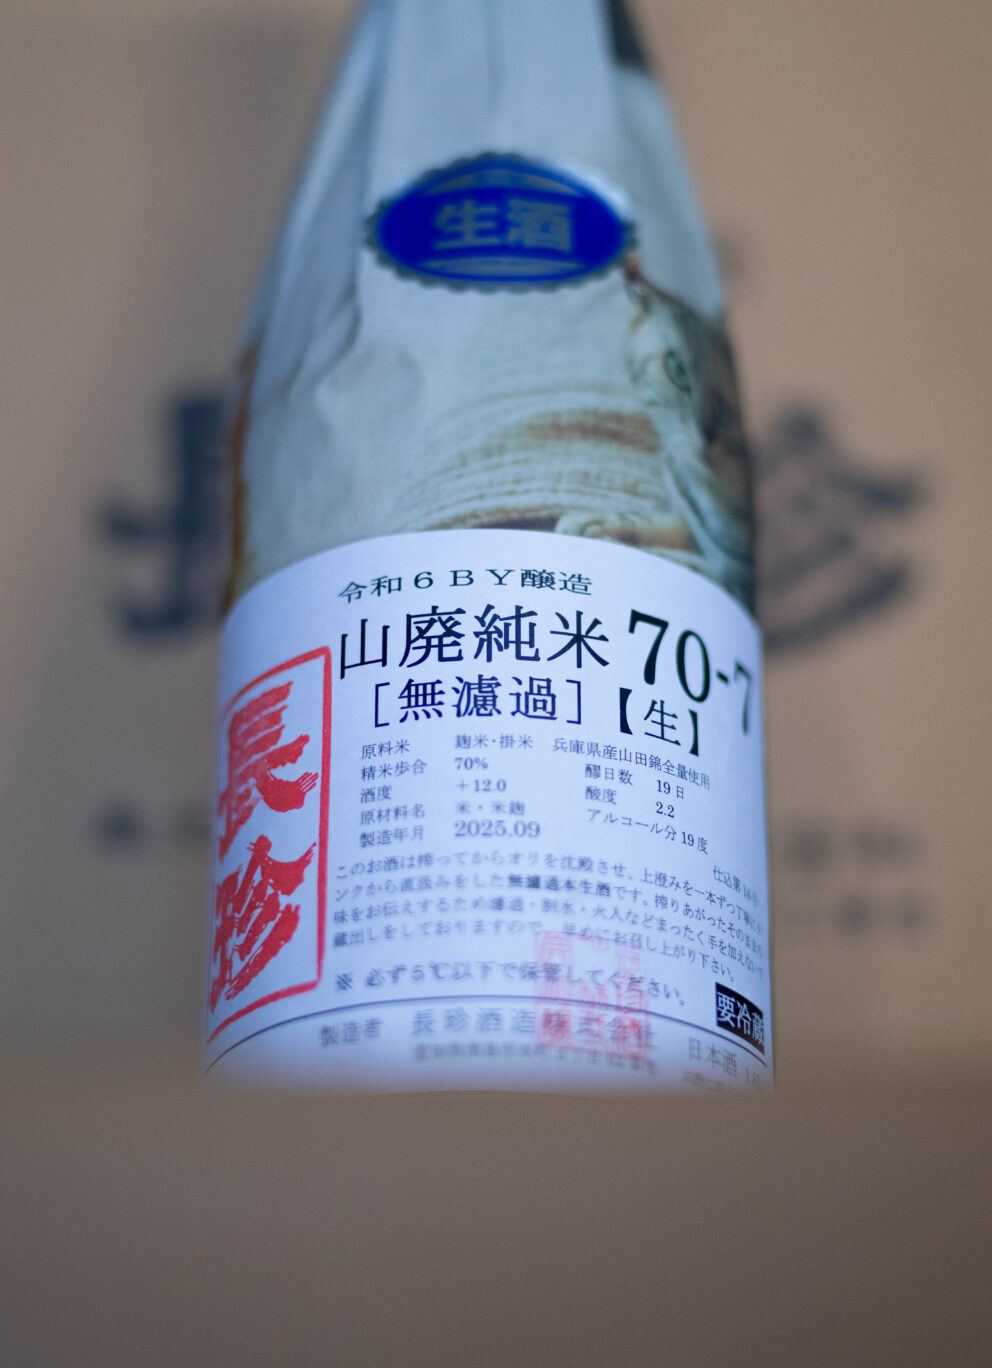 生酒
令和6BY醸造
山廃純米 70-7
[無濾過]【生】
長珍
原料米 麹米・掛米 兵庫県産山田錦全量使用
精米歩合 70% 醪日数 19日
酒度 +12.0 酸度 2.2
原材料名 米・米麹 アルコール分19度
製造年月 2025.09
仕込第
このお酒は搾ってからオリを沈殿させ、上澄みを一本ずつ丁寧に
ンクから直汲みをした無濾過本生酒です。搾りあがったそのままの
味をお伝えするため濾過・割水・火入などまったく手を加えないで
蔵出しをしておりますので、早めにお召し上がり下さい。
※ 必ず5℃以下で保管してください。
要冷蔵
製造者 長珍酒造株式会社
日本酒 1.8L